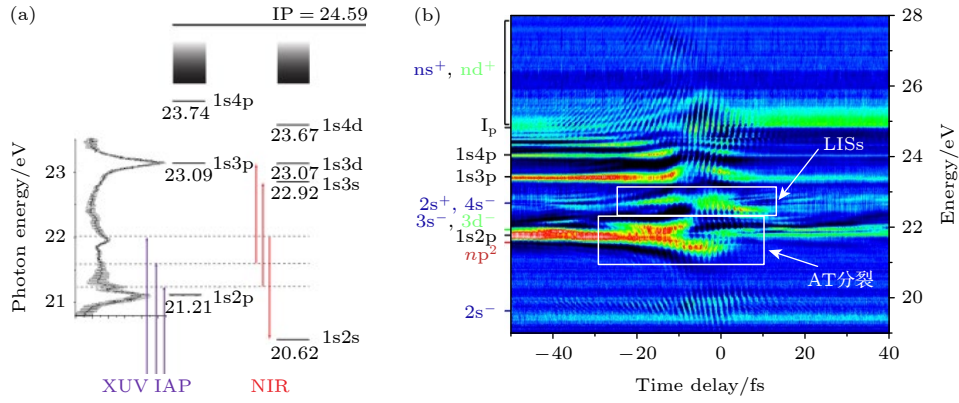 (a)
IP = 24.59
1s4p
23.74
1s4d
23.67
1s3p
23.09
1s3d
23.07
1s3s
22.92
1s2p
21.21
1s2s
20.62
Photon energy/eV
23
22
21
XUV IAP
NIR
(b)
ns⁺, nd⁺
Iₚ
1s4p
1s3p
2s⁺, 4s⁻
3s⁻, 3d⁻
1s2p
np²
2s⁻
LISs
AT分裂
28
26
24
22
20
Energy/eV
−40
−20
0
20
40
Time delay/fs